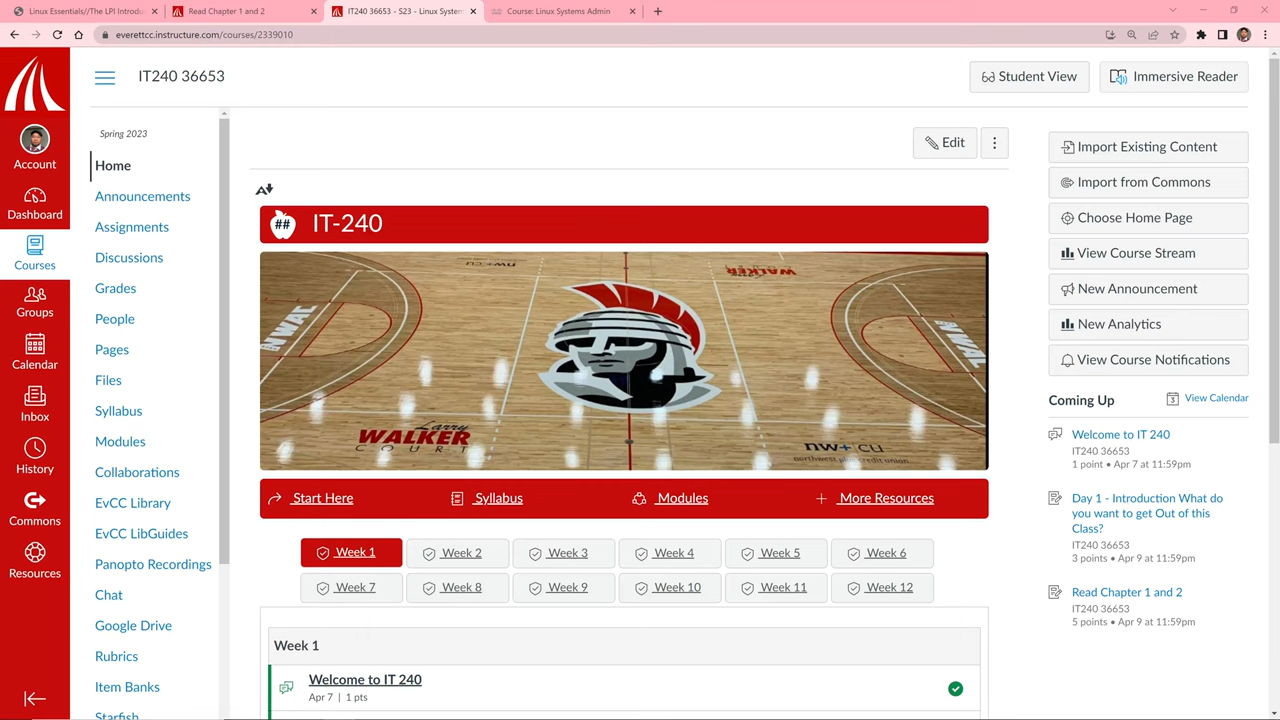 Linux Essentials//The LPI Introdu
Read Chapter 1 and 2
IT240 36653 - S23 - Linux System
Course: Linux Systems Admin
everettcc.instructure.com/courses/2339010
IT240 36653
Student View
Immersive Reader
Account
Dashboard
Courses
Groups
Calendar
Inbox
History
Commons
Resources
Spring 2023
Home
Announcements
Assignments
Discussions
Grades
People
Pages
Files
Syllabus
Modules
Collaborations
EvCC Library
EvCC LibGuides
Panopto Recordings
Chat
Google Drive
Rubrics
Item Banks
Starfish
Edit
## IT-240
WALKER
Larry
WALKER
COURT
nw+cu
northwest plus credit union
Start Here
Syllabus
Modules
More Resources
Week 1
Week 2
Week 3
Week 4
Week 5
Week 6
Week 7
Week 8
Week 9
Week 10
Week 11
Week 12
Week 1
Welcome to IT 240
Apr 7 | 1 pts
Import Existing Content
Import from Commons
Choose Home Page
View Course Stream
New Announcement
New Analytics
View Course Notifications
Coming Up
View Calendar
Welcome to IT 240
IT240 36653
1 point • Apr 7 at 11:59pm
Day 1 - Introduction What do
you want to get Out of this
Class?
IT240 36653
3 points • Apr 9 at 11:59pm
Read Chapter 1 and 2
IT240 36653
5 points • Apr 9 at 11:59pm